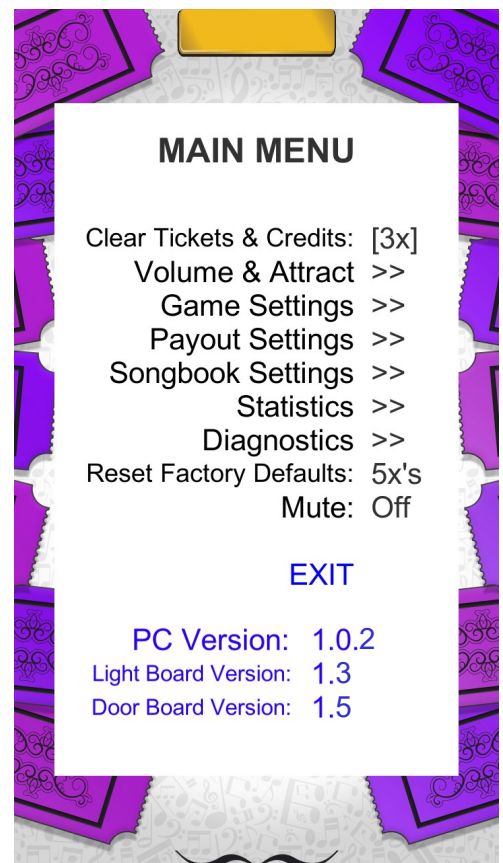 MAIN MENU
Clear Tickets & Credits: [3x]
Volume & Attract >>
Game Settings >>
Payout Settings >>
Songbook Settings >>
Statistics >>
Diagnostics >>
Reset Factory Defaults: 5x's
Mute: Off
EXIT
PC Version: 1.0.2
Light Board Version: 1.3
Door Board Version: 1.5